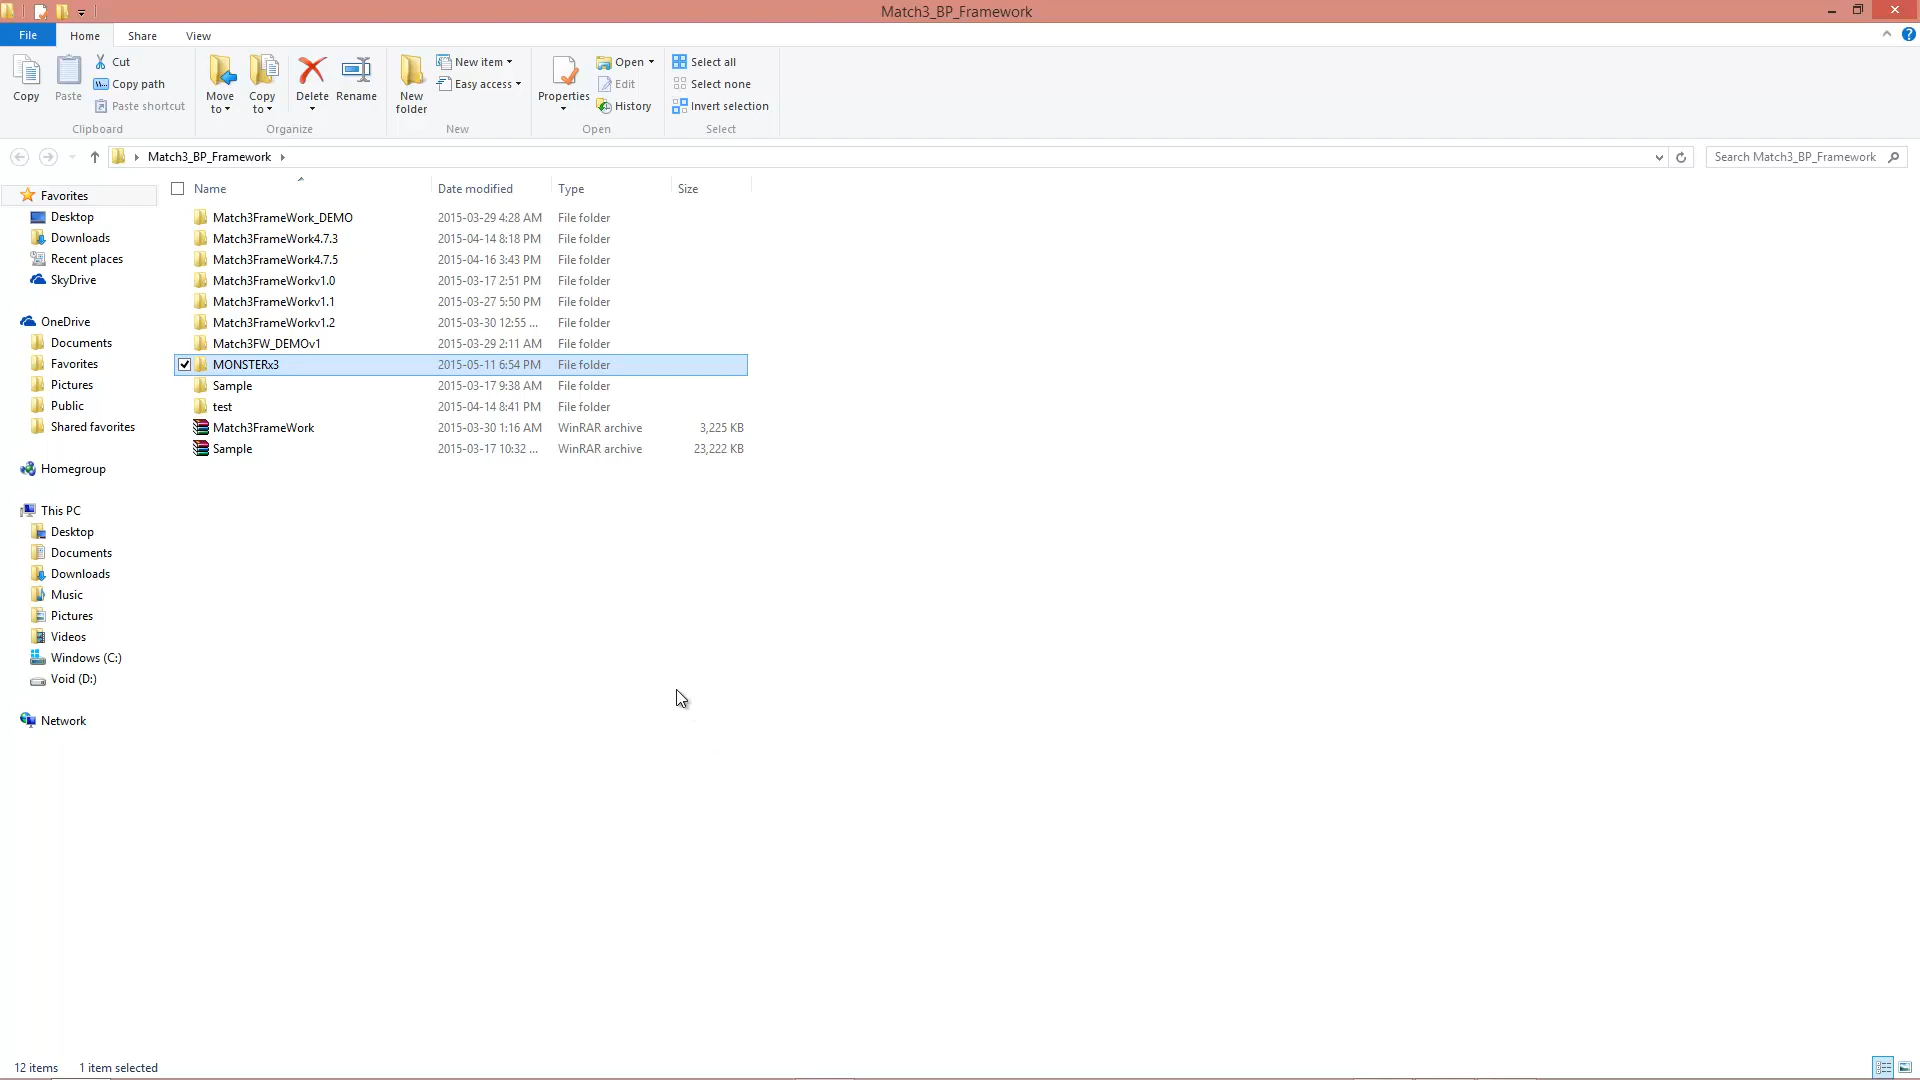 Match3_BP_Framework
File Home Share View
Copy
Paste
Cut
Copy path
Paste shortcut
Clipboard
Move to
Copy to
Delete
Rename
Organize
New folder
New item
Easy access
New
Properties
Open
Edit
History
Open
Select all
Select none
Invert selection
Select
Match3_BP_Framework
Search Match3_BP_Framework
Favorites
Desktop
Downloads
Recent places
SkyDrive
OneDrive
Documents
Favorites
Pictures
Public
Shared favorites
Homegroup
This PC
Desktop
Documents
Downloads
Music
Pictures
Videos
Windows (C:)
Void (D:)
Network
Name Date modified Type Size
Match3FrameWork_DEMO 2015-03-29 4:28 AM File folder
Match3FrameWork4.7.3 2015-04-14 8:18 PM File folder
Match3FrameWork4.7.5 2015-04-16 3:43 PM File folder
Match3FrameWorkv1.0 2015-03-17 2:51 PM File folder
Match3FrameWorkv1.1 2015-03-27 5:50 PM File folder
Match3FrameWorkv1.2 2015-03-30 12:55 ... File folder
Match3FW_DEMOv1 2015-03-29 2:11 AM File folder
MONSTERx3 2015-05-11 6:54 PM File folder
Sample 2015-03-17 9:38 AM File folder
test 2015-04-14 8:41 PM File folder
Match3FrameWork 2015-03-30 1:16 AM WinRAR archive 3,225 KB
Sample 2015-03-17 10:32 ... WinRAR archive 23,222 KB
12 items 1 item selected